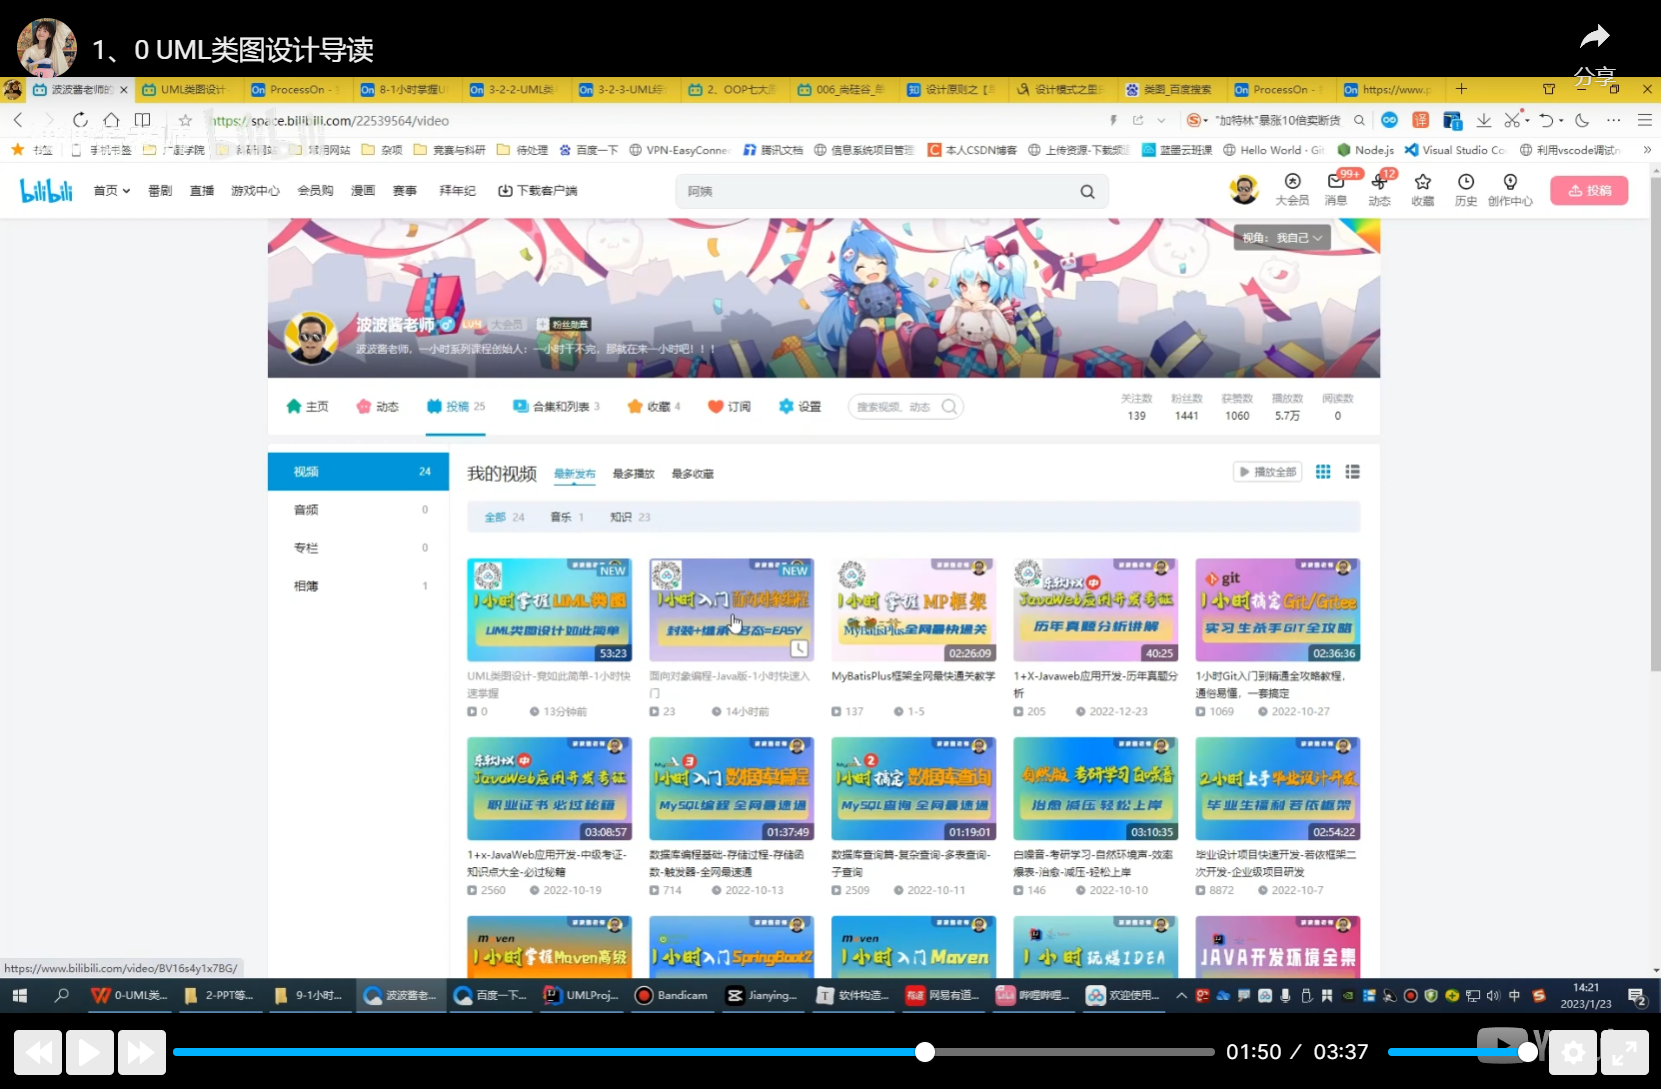 1、0 UML类图设计导读
分享
波波酱老师的
UML类图设计
ProcessOn -
8-1小时掌握U
3-2-2-UML类
3-2-3-UML综
2、OOP七大原
006_尚硅谷_
设计原则之【
设计模式之里氏
类图_百度搜索
ProcessOn -
https://www.p
https://space.bilibili.com/22539564/video
"加特林"暴涨10倍卖断货
书签
手机书签
广慰学院
常用网站
杂项
竞赛与科研
待处理
百度一下
VPN-EasyConne
腾讯文档
信息系统项目管理
本人CSDN博客
上传资源-下载频道
蓝墨云班课
Hello World · Git
Node.js
Visual Studio Co
利用vscode调试n
bilibili
首页
番剧
直播
游戏中心
会员购
漫画
赛事
拜年纪
下载客户端
阿姨
大会员
99+
消息
12
动态
收藏
历史
创作中心
投稿
视角： 我自己
波波酱老师
大会员
粉丝勋章
波波酱老师，一小时系列课程创始人：一小时干不完，那就在来一小时吧！！！
主页
动态
投稿 25
合集和列表 3
收藏 4
订阅
设置
搜索视频、动态
关注数 粉丝数 获赞数 播放数 阅读数
139 1441 1060 5.7万 0
视频 24
音频 0
专栏 0
相簿 1
我的视频
最新发布
最多播放
最多收藏
播放全部
全部 24
音乐 1
知识 23
NEW
1小时掌握UML类图
UML类图设计如此简单
53:23
UML类图设计-竟如此简单-1小时快
速掌握
0 13分钟前
NEW
1小时入门面向对象编程
封装+继承+多态=EASY
面向对象编程-Java版-1小时快速入
门
23 14小时前
1小时掌握MP框架
MyBatisPlus全网最快通关
02:26:09
MyBatisPlus框架全网最快通关教学
137 1-5
东软1+X 中
JavaWeb应用开发考证
历年真题分析讲解
40:25
1+X-Javaweb应用开发-历年真题分
析
205 2022-12-23
git
1小时搞定Git/Gitee
实习生杀手GIT全攻略
02:36:36
1小时Git入门到精通全攻略教程，
通俗易懂，一套搞定
1069 2022-10-27
东软1+X 中
JavaWeb应用开发考证
职业证书 必过秘籍
03:08:57
1+x-JavaWeb应用开发-中级考证-
知识点大全-必过秘籍
2560 2022-10-19
3
1小时入门数据库编程
MySQL编程 全网最速通
01:37:49
数据库编程基础-存储过程-存储函
数-触发器-全网最速通
714 2022-10-13
2
1小时搞定数据库查询
MySQL查询 全网最速通
01:19:01
数据库查询篇-复杂查询-多表查询-
子查询
2509 2022-10-11
自然版 考研学习白噪音
治愈 减压 轻松上岸
03:10:35
白噪音-考研学习-自然环境声-效率
爆表-治愈-减压-轻松上岸
146 2022-10-10
2小时上手毕业设计开发
毕业生福利 若依框架
02:54:22
毕业设计项目快速开发-若依框架二
次开发-企业级项目研发
8872 2022-10-7
maven
1小时掌握Maven高级
1小时入门SpringBoot2
maven
1小时入门Maven
1小时玩爆IDEA
JAVA开发环境全集
https://www.bilibili.com/video/BV16s4y1x7BG/
0-UML类...
2-PPT等...
9-1小时...
波波酱老...
百度一下...
UMLProj...
Bandicam
Jianying...
软件构造...
网易有道...
哔哩哔哩...
欢迎使用...
中
14:21
2023/1/23
2
01:50 / 03:37